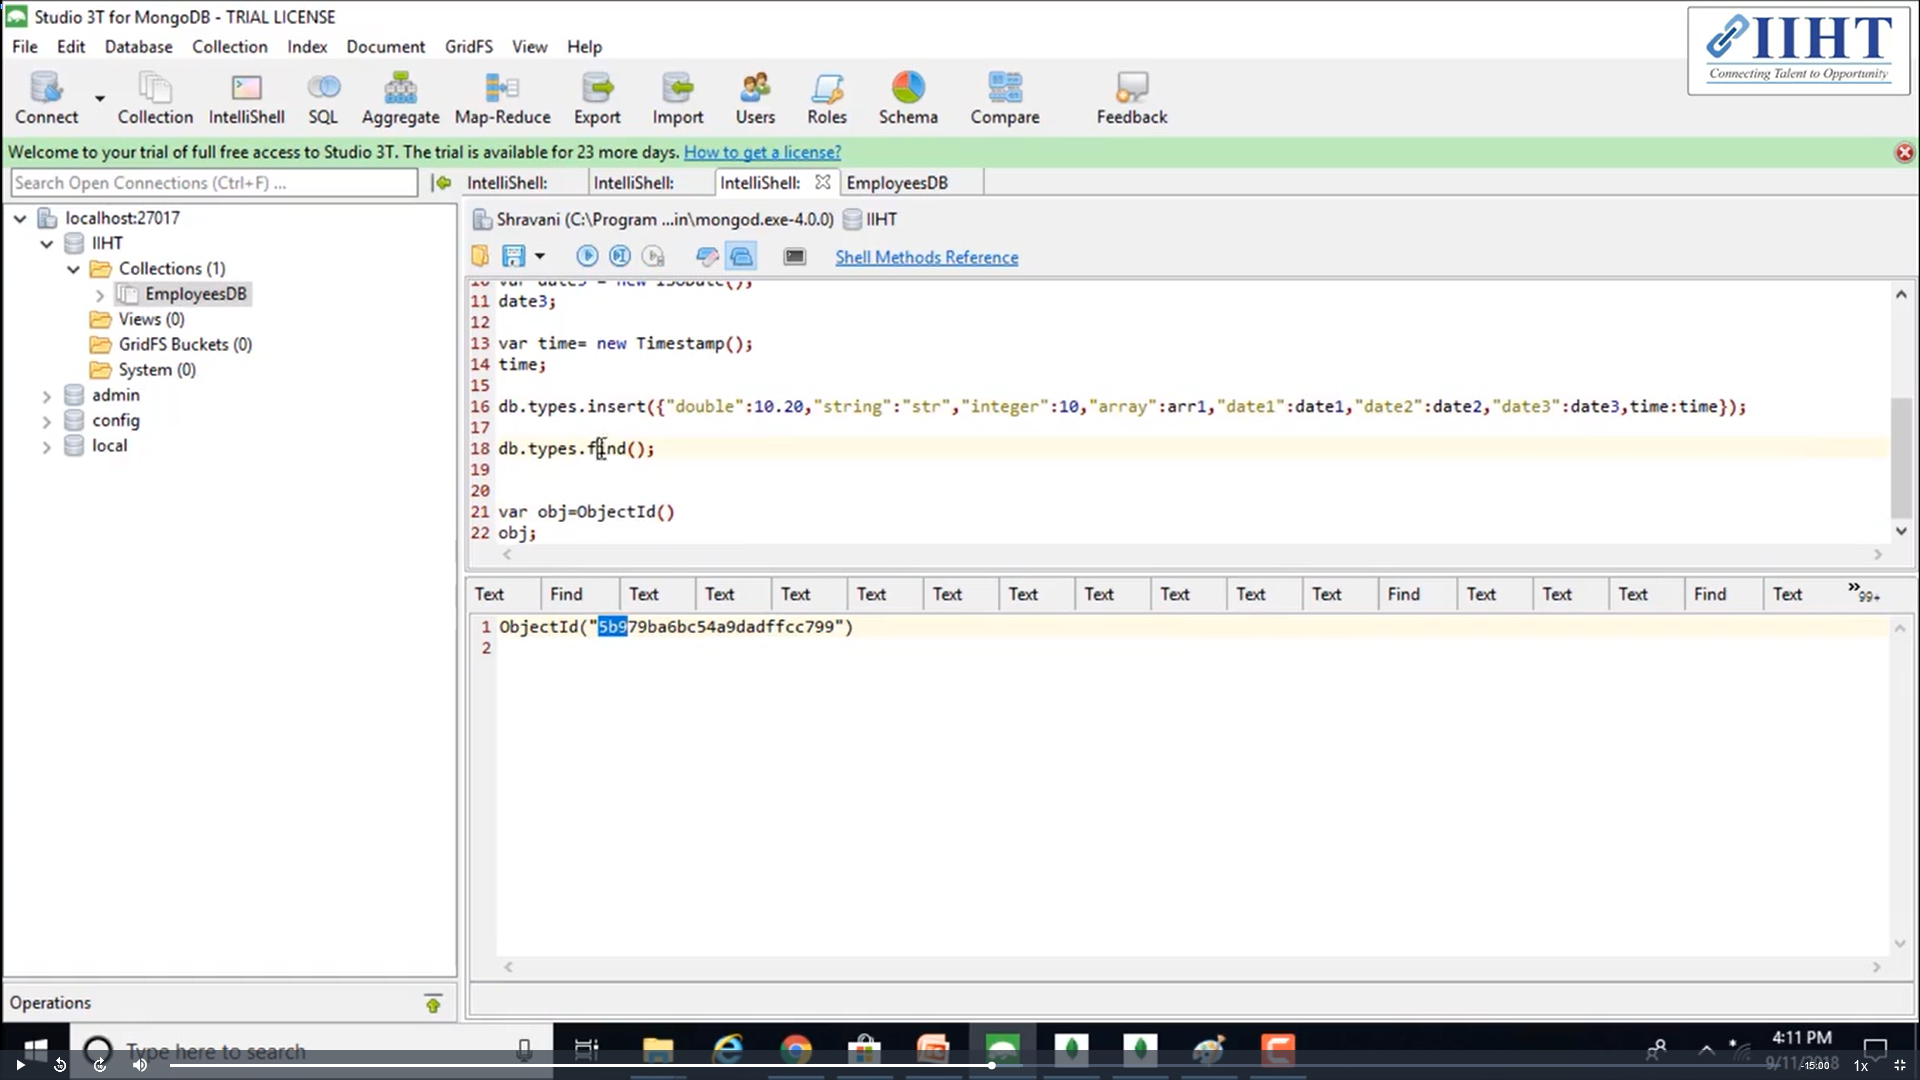 Studio 3T for MongoDB - TRIAL LICENSE
IIHT
Connecting Talent to Opportunity
File Edit Database Collection Index Document GridFS View Help
Connect Collection IntelliShell SQL Aggregate Map-Reduce Export Import Users Roles Schema Compare Feedback
Welcome to your trial of full free access to Studio 3T. The trial is available for 23 more days. How to get a license?
Search Open Connections (Ctrl+F) ...
IntelliShell: IntelliShell: IntelliShell: EmployeesDB
localhost:27017
IIHT
Collections (1)
EmployeesDB
Views (0)
GridFS Buckets (0)
System (0)
admin
config
local
Shravani (C:\Program ...in\mongod.exe-4.0.0) IIHT
Shell Methods Reference
10 var date3 = new ISODate();
11 date3;
12
13 var time= new Timestamp();
14 time;
15
16 db.types.insert({"double":10.20,"string":"str","integer":10,"array":arr1,"date1":date1,"date2":date2,"date3":date3,time:time});
17
18 db.types.find();
19
20
21 var obj=ObjectId()
22 obj;
Text Find Text Text Text Text Text Text Text Text Text Text Find Text Text Text Find Text 99+
1 ObjectId("5b979ba6bc54a9dadffcc799")
2
Operations
Type here to search
4:11 PM
9/11/2018
-15:00
1x